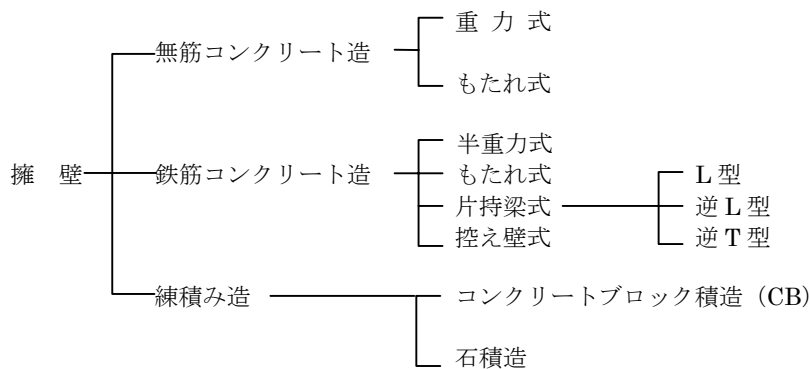 重 力 式
無筋コンクリート造
もたれ式
半重力式
擁 壁 鉄筋コンクリート造 もたれ式 L 型
片持梁式 逆 L 型
控え壁式 逆 T 型
練積み造 コンクリートブロック積造（CB）
石積造